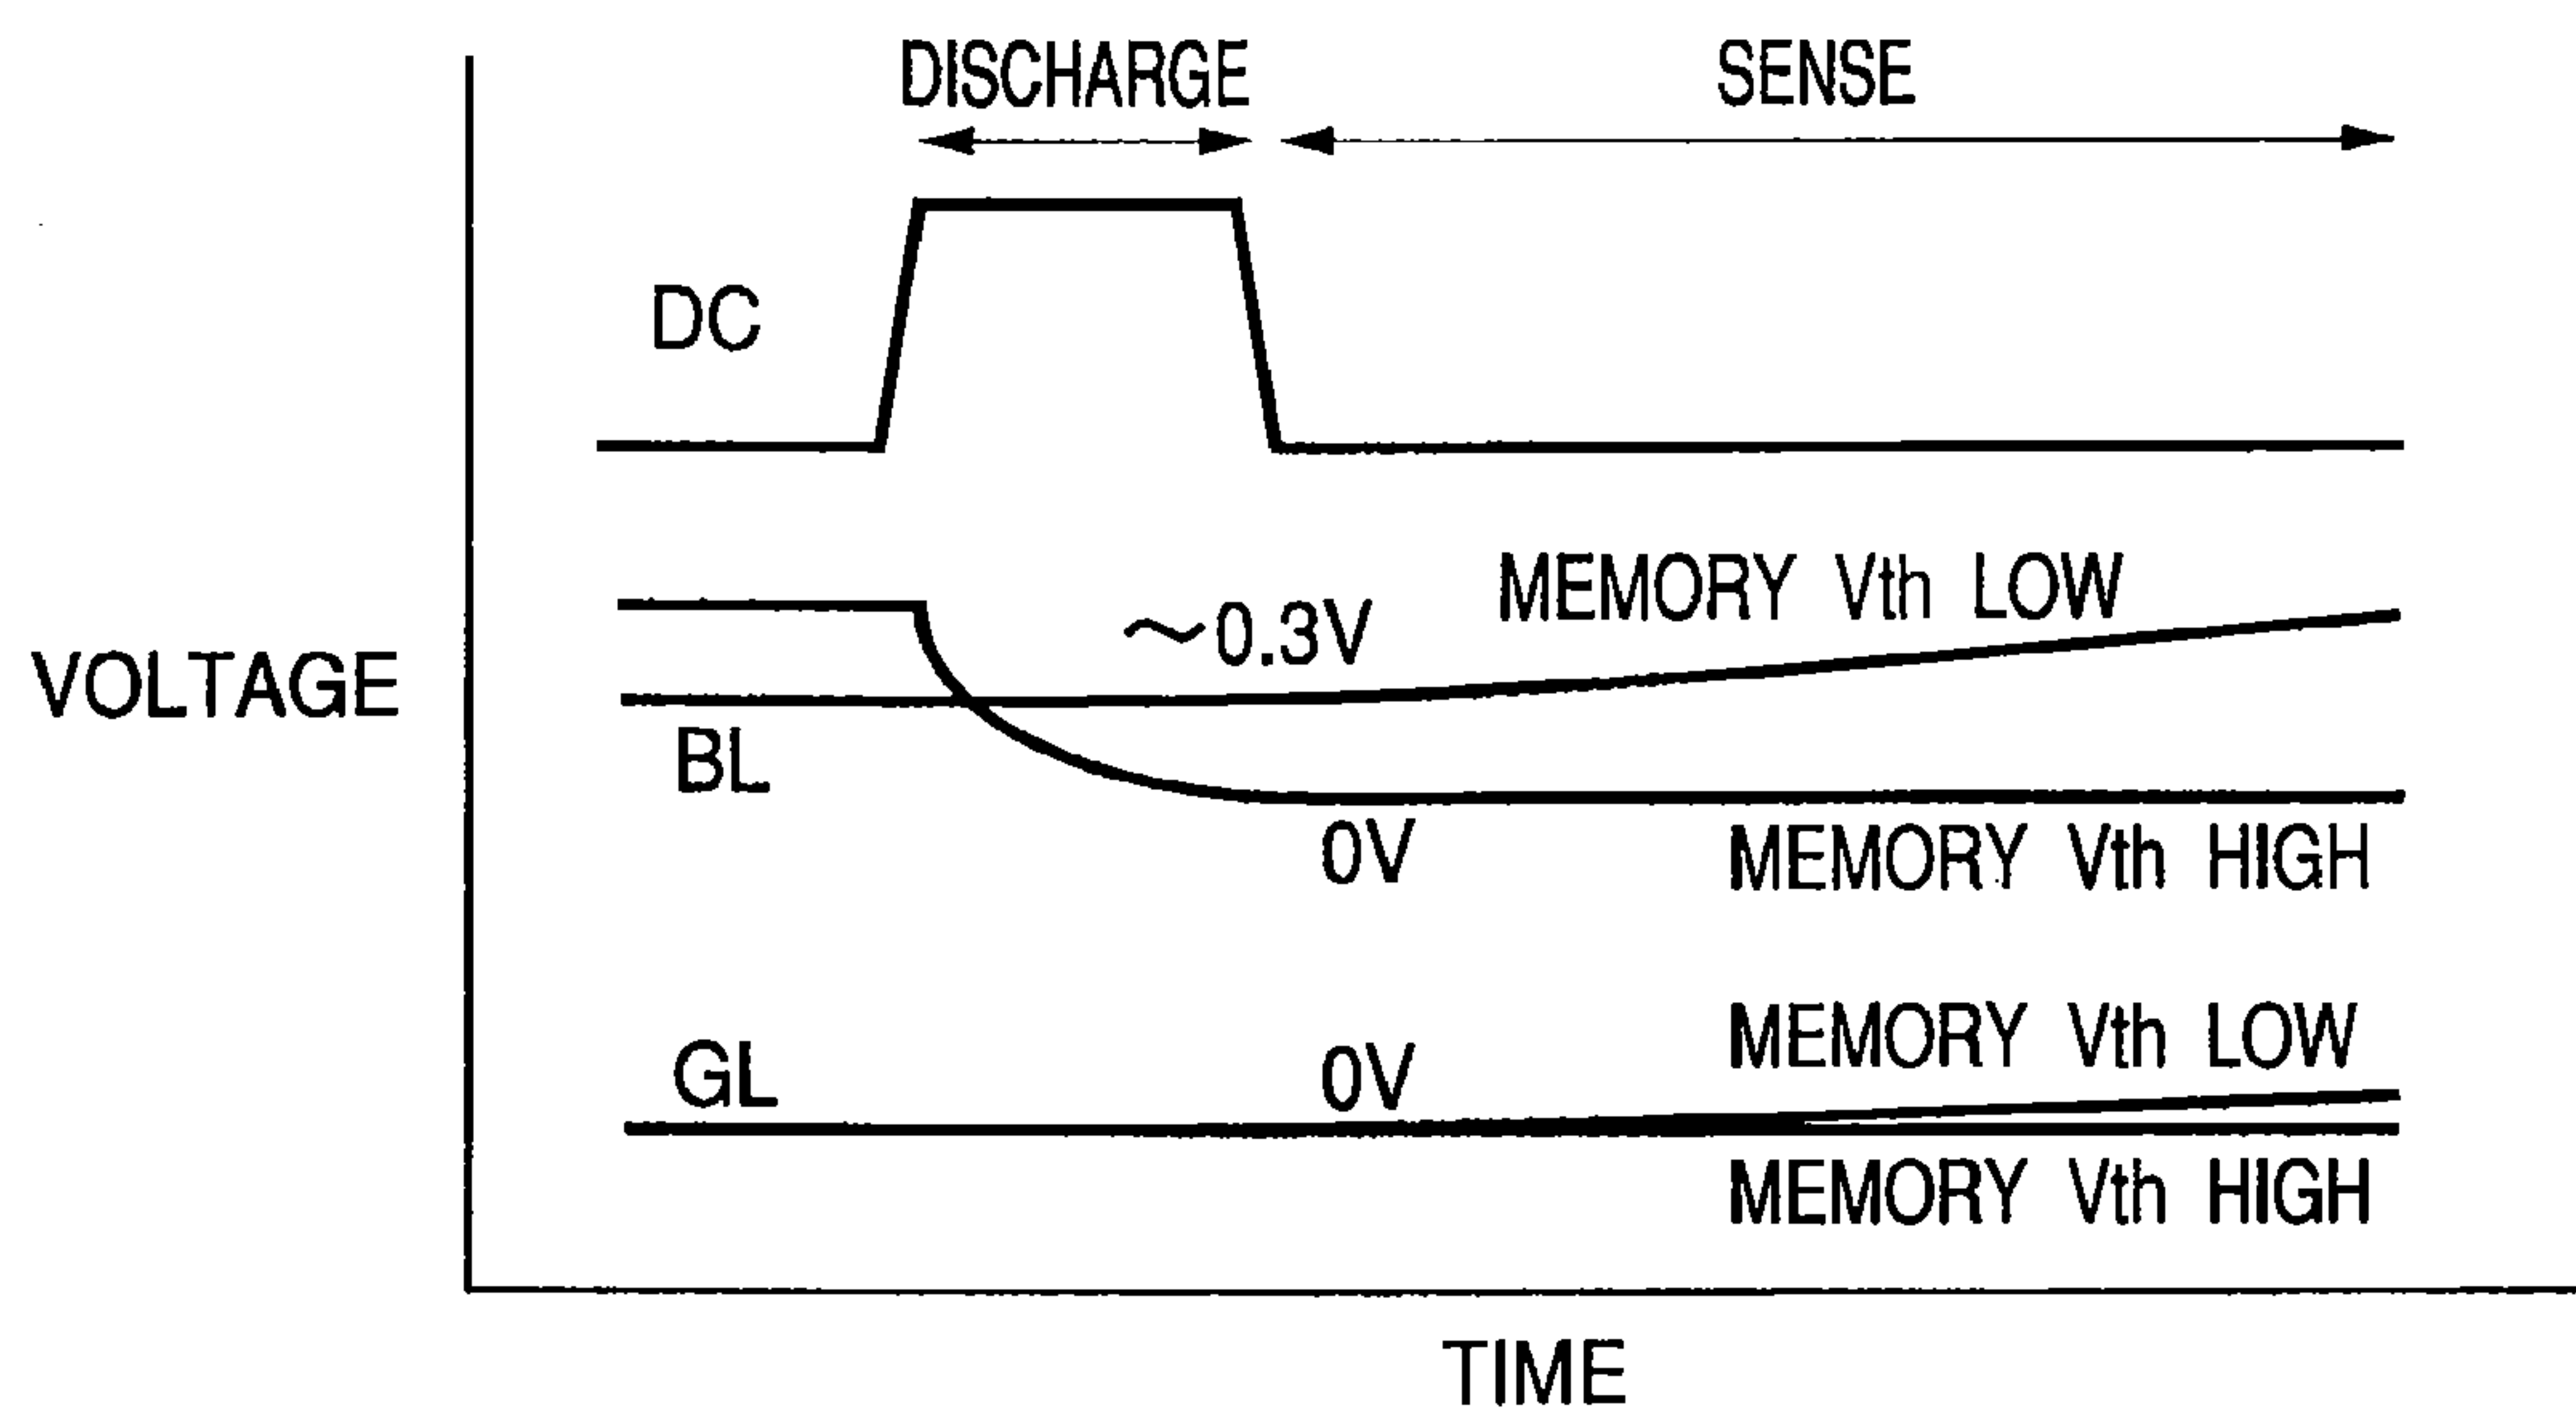 DISCHARGE SENSE
DC
MEMORY Vth LOW
~0.3V
VOLTAGE
BL
0V MEMORY Vth HIGH
MEMORY Vth LOW
GL 0V
MEMORY Vth HIGH
TIME